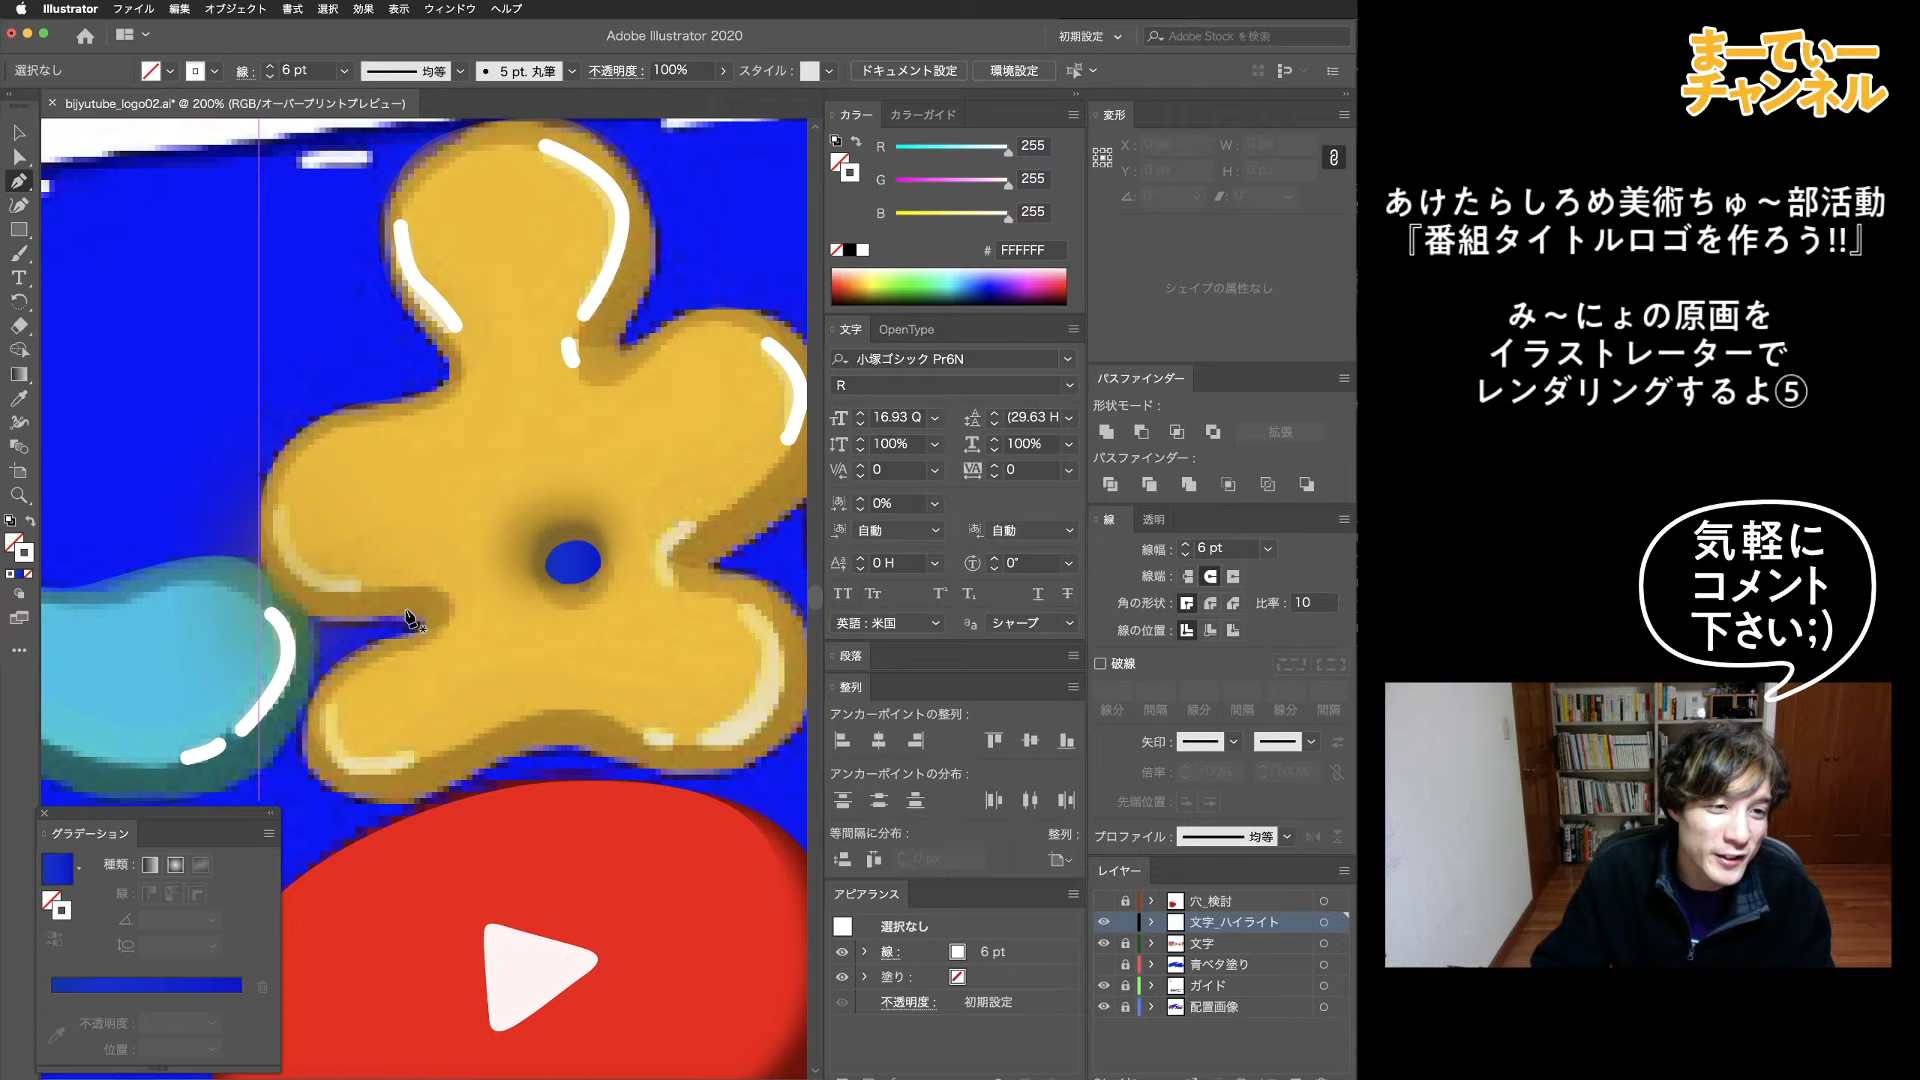 Illustrator ファイル 編集 オブジェクト 書式 選択 効果 表示 ウィンドウ ヘルプ
Adobe Illustrator 2020
初期設定
Adobe Stock を検索
選択なし
線 : 6 pt
均等
5 pt. 丸筆
不透明度 : 100%
スタイル :
ドキュメント設定
環境設定
bijyutube_logo02.ai* @ 200% (RGB/オーバープリントプレビュー)
カラー カラーガイド
R 255
G 255
B 255
# FFFFFF
文字 OpenType
小塚ゴシック Pr6N
R
16.93 Q (29.63 H
100% 100%
0 0
0%
自動 自動
0 H 0°
英語 : 米国 シャープ
段落
整列
アンカーポイントの整列 :
アンカーポイントの分布 :
等間隔に分布 : 整列 :
0 px
アピアランス
選択なし
線 : 6 pt
塗り :
不透明度 : 初期設定
変形
X : 0 px W : 0 px
Y : 0 px H : 0 px
シェイプの属性なし
パスファインダー
形状モード :
拡張
パスファインダー :
線 透明
線幅 : 6 pt
線端 :
角の形状 : 比率 : 10
線の位置 :
破線
線分 間隔 線分 間隔 線分 間隔
矢印 :
倍率 : 100% 100%
先端位置 :
プロファイル : 均等
レイヤー
穴_検討
文字_ハイライト
文字
青ベタ塗り
ガイド
配置画像
グラデーション
種類 :
線 :
不透明度 :
位置 :
まーてぃー
チャンネル
あけたらしろめ美術ちゅ～部活動
『番組タイトルロゴを作ろう!!』
み～にょの原画を
イラストレーターで
レンダリングするよ⑤
気軽に
コメント
下さい;)